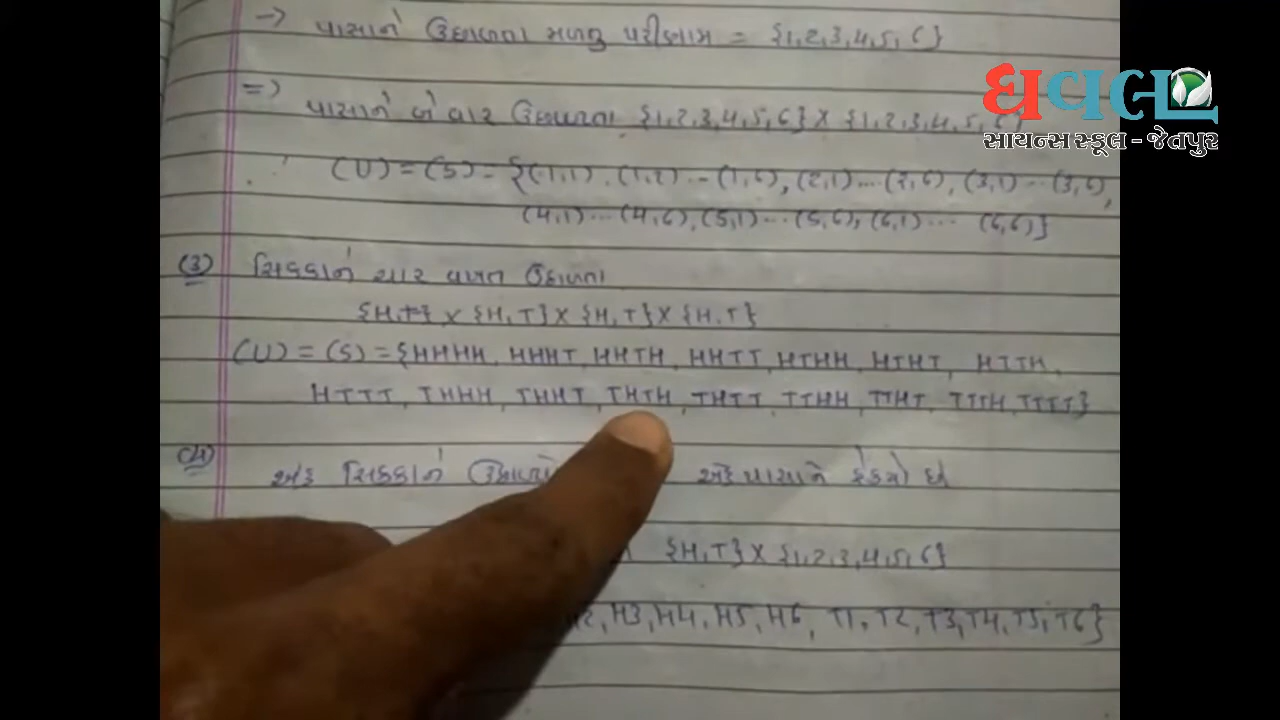 → પાસાને ઉછાળતા મળતુ પરીણામ = {1,2,3,4,5,6}
=> પાસાને બે વાર ઉછાળતા {1,2,3,4,5,6} × {1,2,3,4,5,6}
(U) = (S) = {(1,1), (1,2) -- (1,6), (2,1) ... (2,6), (3,1) ... (3,6),
(4,1) ... (4,6), (5,1) ... (5,6), (6,1) ... (6,6)}
(3) સિક્કાને ચાર વખત ઉછાળતા
{H,T} × {H,T} × {H,T} × {H,T}
(U) = (S) = {HHHH, HHHT, HHTH, HHTT, HTHH, HTHT, HTTH,
HTTT, THHH, THHT, THTH, THTT, TTHH, TTHT, TTTH, TTTT}
(4) એક સિક્કાને એક પાસાને ફેંકયો છે
{H,T} × {1,2,3,4,5,6}
H3, H4, H5, H6, T1, T2, T3, T4, T5, T6}
ધવલ
સાયન્સ સ્કૂલ - જેતપુર